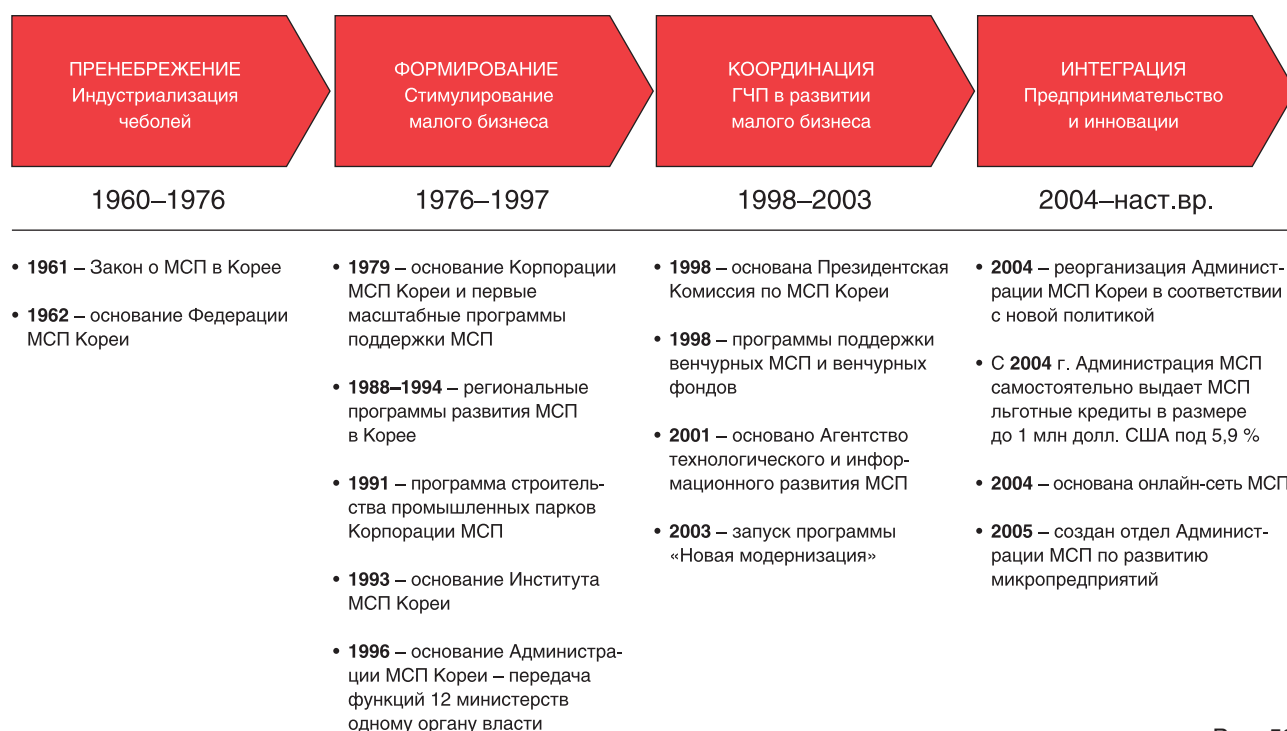 ПРЕНЕБРЕЖЕНИЕ
Индустриализация
чеболей
1960–1976
• 1961 – Закон о МСП в Корее
• 1962 – основание Федерации
МСП Кореи
ФОРМИРОВАНИЕ
Стимулирование
малого бизнеса
1976–1997
• 1979 – основание Корпорации
МСП Кореи и первые
масштабные программы
поддержки МСП
• 1988–1994 – региональные
программы развития МСП
в Корее
• 1991 – программа строитель-
ства промышленных парков
Корпорации МСП
• 1993 – основание Института
МСП Кореи
• 1996 – основание Администра-
ции МСП Кореи – передача
функций 12 министерств
одному органу власти
КООРДИНАЦИЯ
ГЧП в развитии
малого бизнеса
1998–2003
• 1998 – основана Президентская
Комиссия по МСП Кореи
• 1998 – программы поддержки
венчурных МСП и венчурных
фондов
• 2001 – основано Агентство
технологического и инфор-
мационного развития МСП
• 2003 – запуск программы
«Новая модернизация»
ИНТЕГРАЦИЯ
Предпринимательство
и инновации
2004–наст.вр.
• 2004 – реорганизация Админист-
рации МСП Кореи в соответствии
с новой политикой
• С 2004 г. Администрация МСП
самостоятельно выдает МСП
льготные кредиты в размере
до 1 млн долл. США под 5,9 %
• 2004 – основана онлайн-сеть МСП
• 2005 – создан отдел Админист-
рации МСП по развитию
микропредприятий